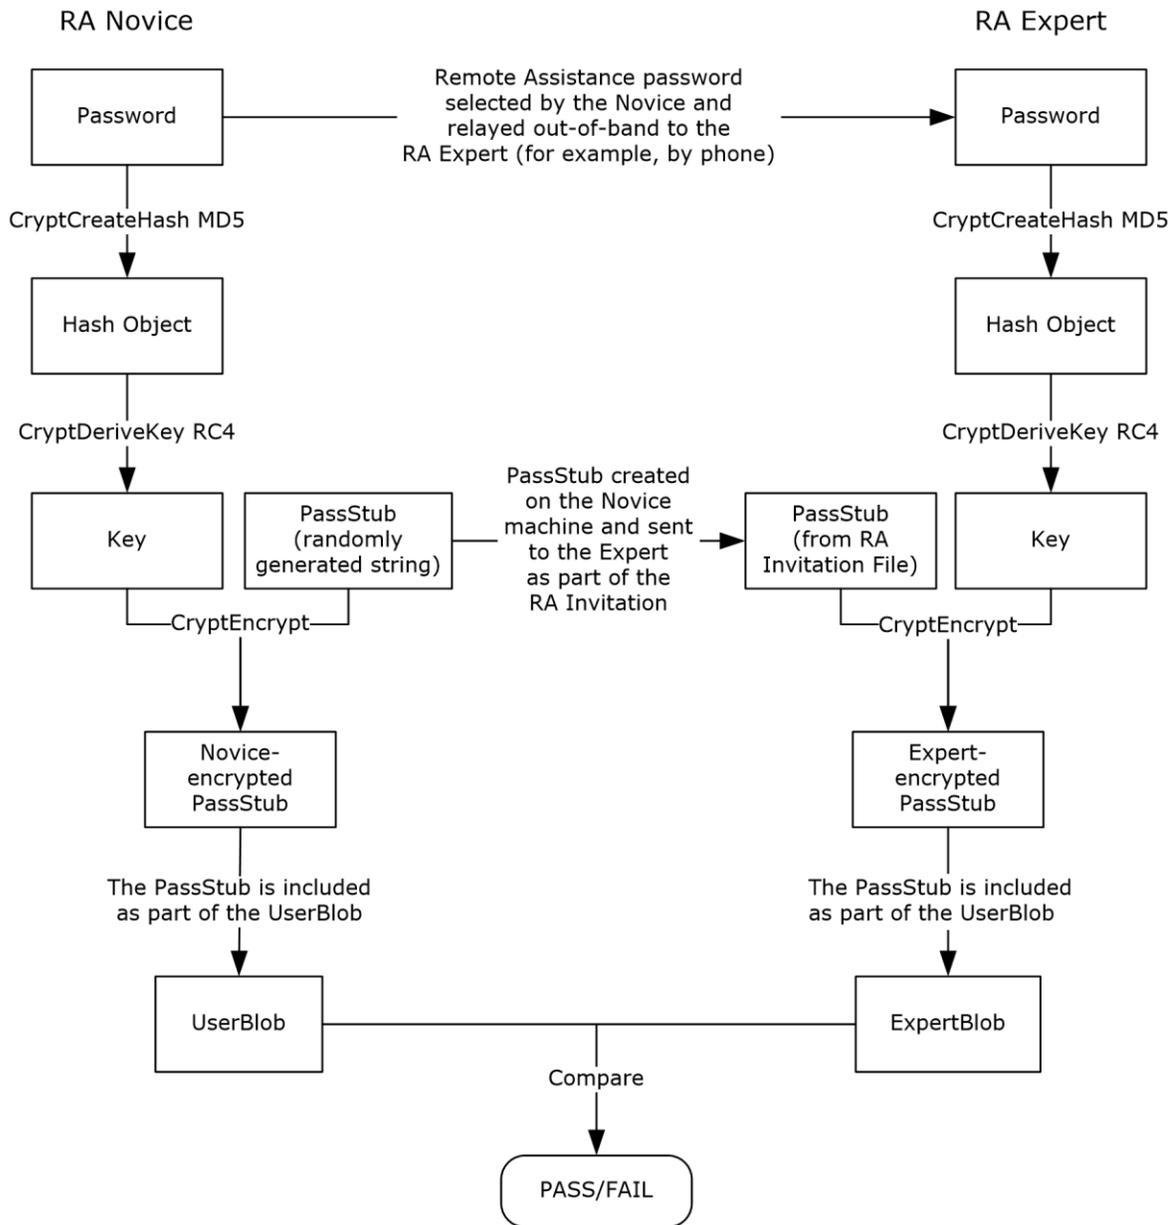 RA Novice
RA Expert
Password
Remote Assistance password
selected by the Novice and
relayed out-of-band to the
RA Expert (for example, by phone)
Password
CryptCreateHash MD5
CryptCreateHash MD5
Hash Object
Hash Object
CryptDeriveKey RC4
CryptDeriveKey RC4
Key
PassStub
(randomly
generated string)
PassStub created
on the Novice
machine and sent
to the Expert
as part of the
RA Invitation
PassStub
(from RA
Invitation File)
Key
CryptEncrypt
CryptEncrypt
Novice-
encrypted
PassStub
Expert-
encrypted
PassStub
The PassStub is included
as part of the UserBlob
The PassStub is included
as part of the UserBlob
UserBlob
ExpertBlob
Compare
PASS/FAIL